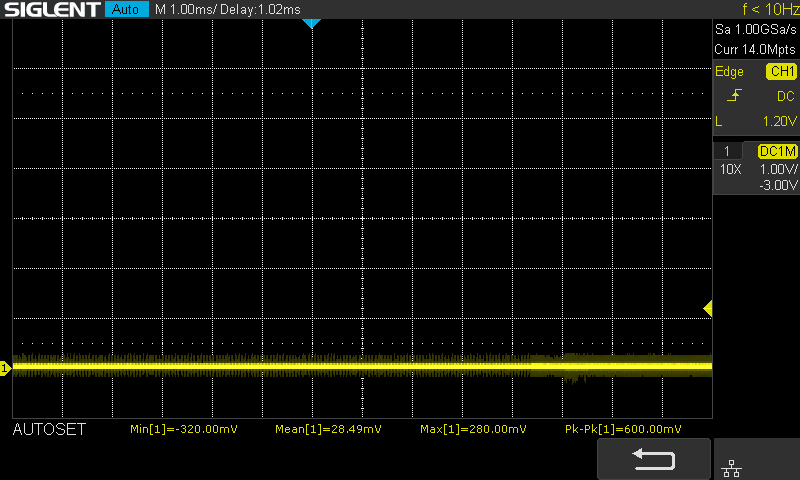 SIGLENT Auto M 1.00ms/ Delay:1.02ms f < 10Hz
Sa 1.00GSa/s
Curr 14.0Mpts
Edge CH1
DC
L 1.20V
1 DC1M
10X 1.00V/
-3.00V
1
AUTOSET Min[1]=-320.00mV Mean[1]=28.49mV Max[1]=280.00mV Pk-Pk[1]=600.00mV